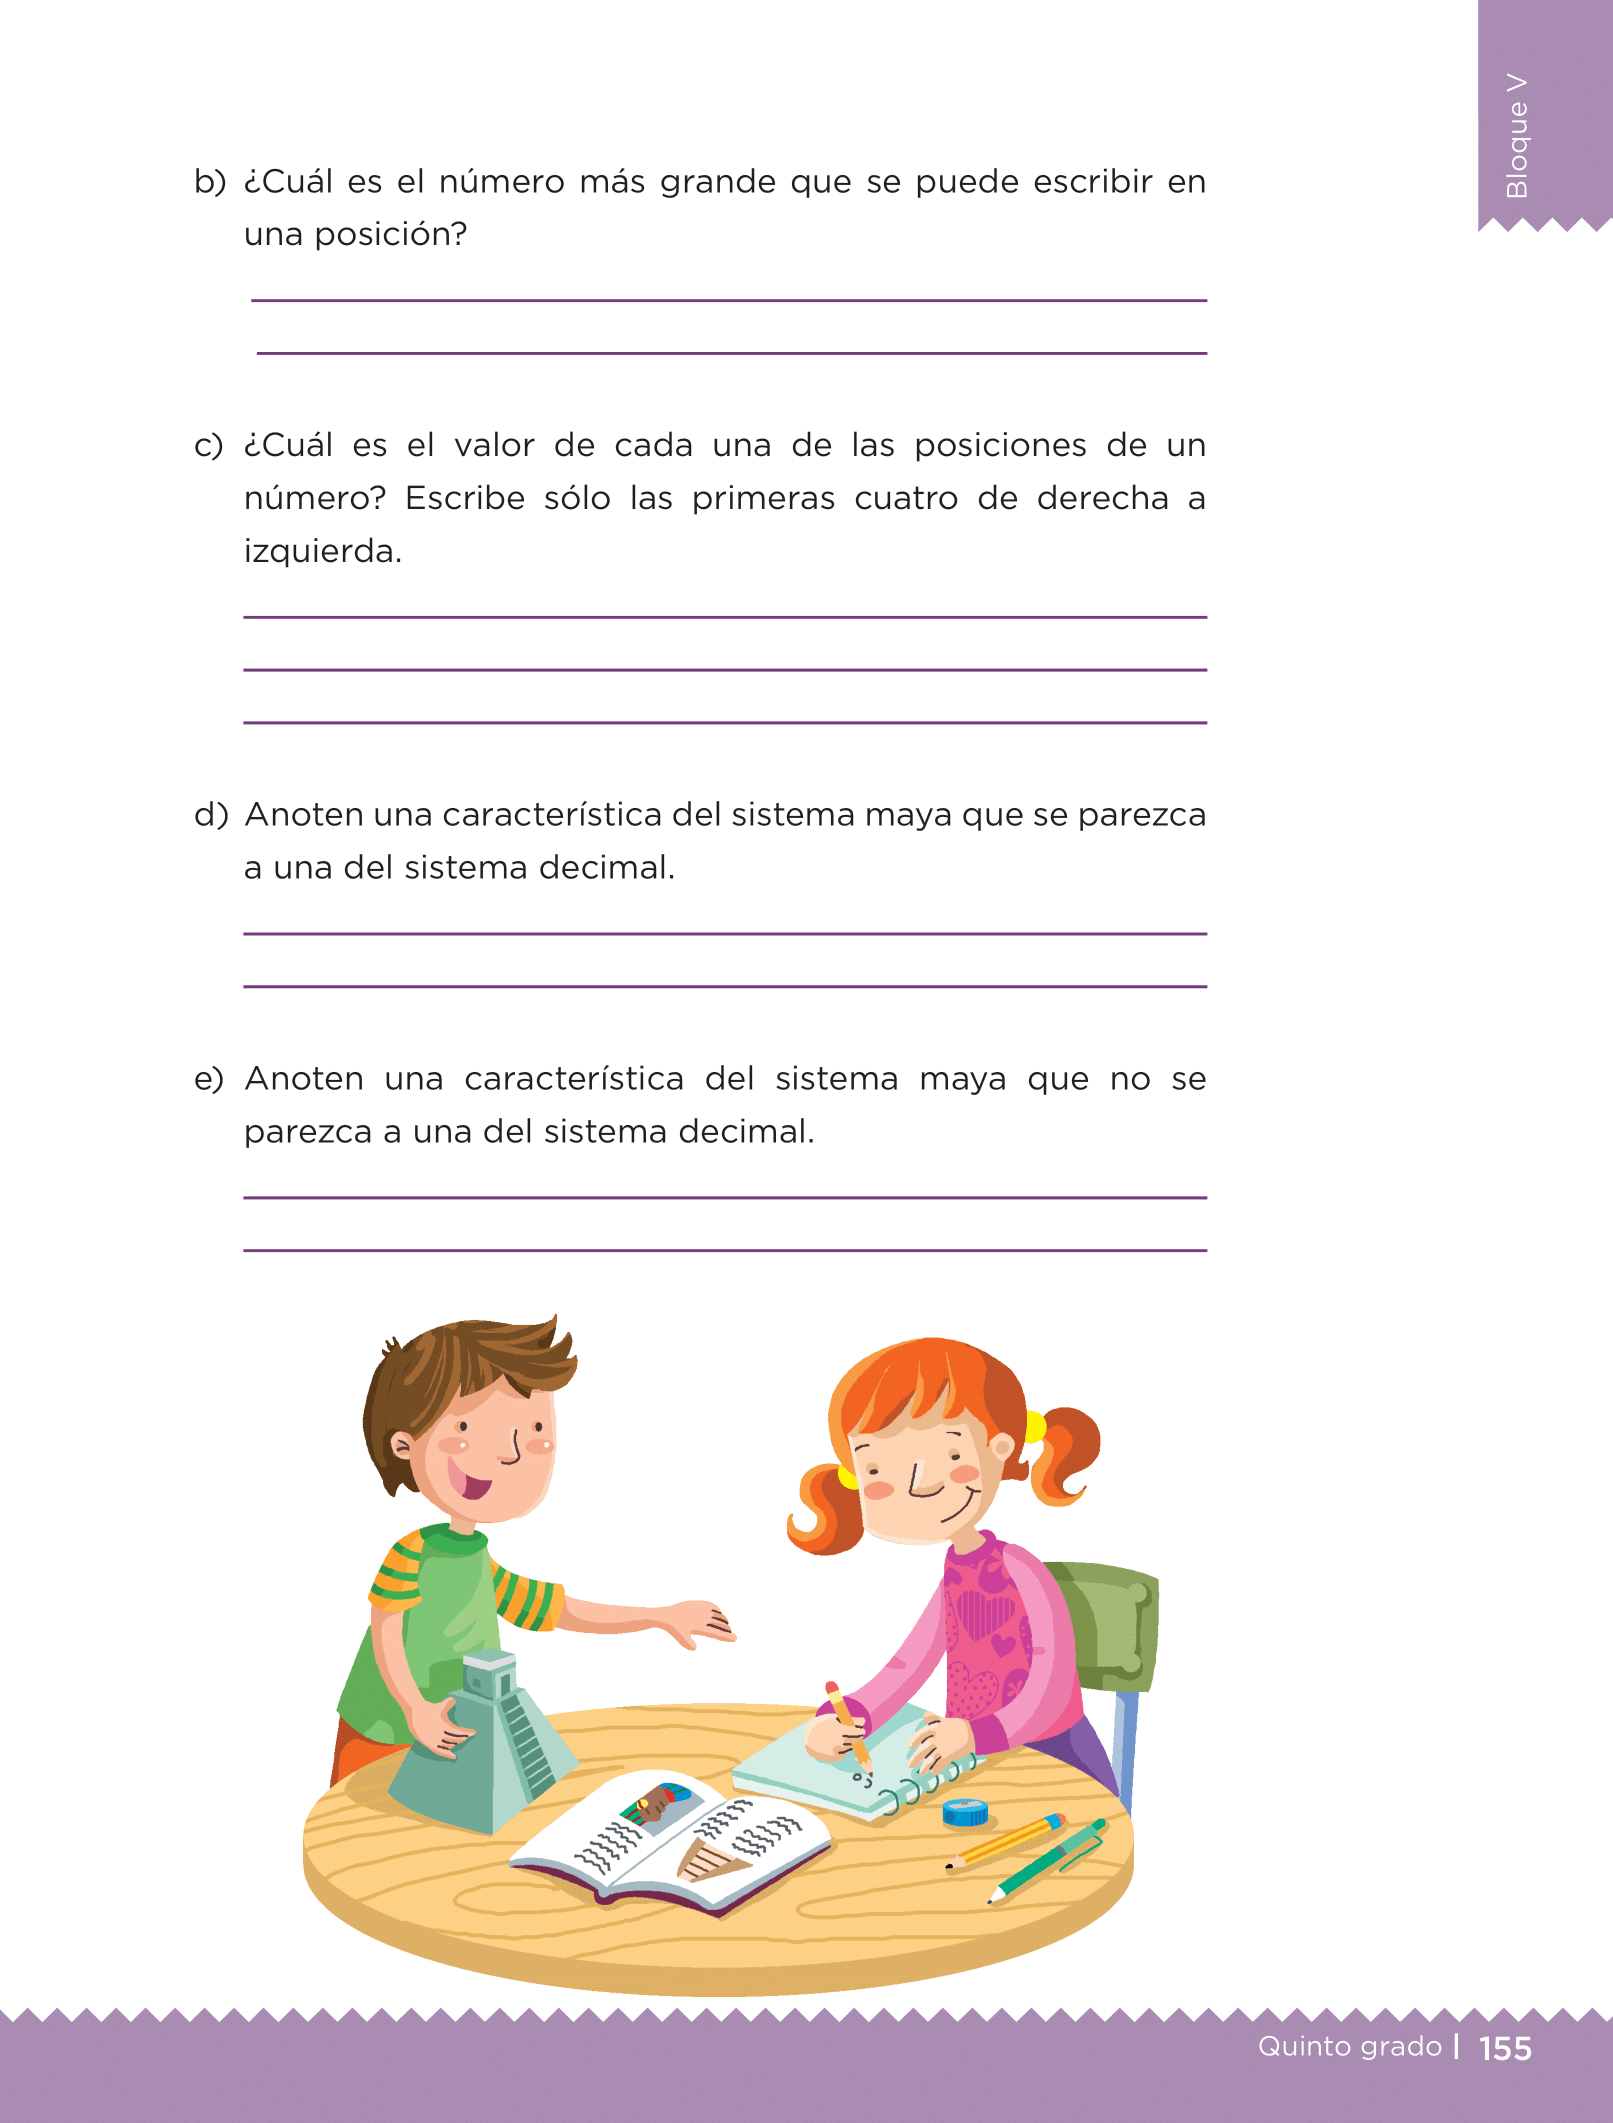 Bloque V
b) ¿Cuál es el número más grande que se puede escribir en
una posición?
c) ¿Cuál es el valor de cada una de las posiciones de un
número? Escribe sólo las primeras cuatro de derecha a
izquierda.
d) Anoten una característica del sistema maya que se parezca
a una del sistema decimal.
e) Anoten una característica del sistema maya que no se
parezca a una del sistema decimal.
Quinto grado | 155